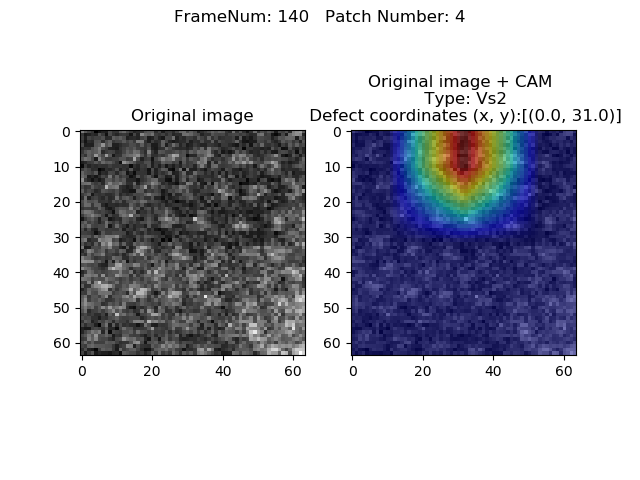 FrameNum: 140   Patch Number: 4
Original image
0
10
20
30
40
50
60
0 20 40 60
Original image + CAM
Type: Vs2
Defect coordinates (x, y):[(0.0, 31.0)]
0
10
20
30
40
50
60
0 20 40 60